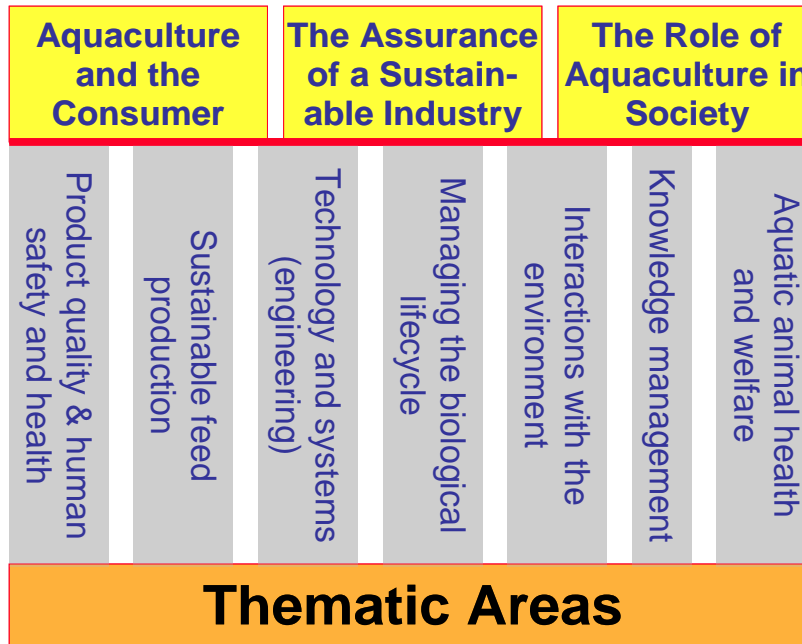 Aquaculture
and the
Consumer
The Assurance
of a Sustain-
able Industry
The Role of
Aquaculture in
Society
Product quality & human
safety and health
Sustainable feed
production
Technology and systems
(engineering)
Managing the biological
lifecycle
Interactions with the
environment
Knowledge management
Aquatic animal health
and welfare
Thematic Areas